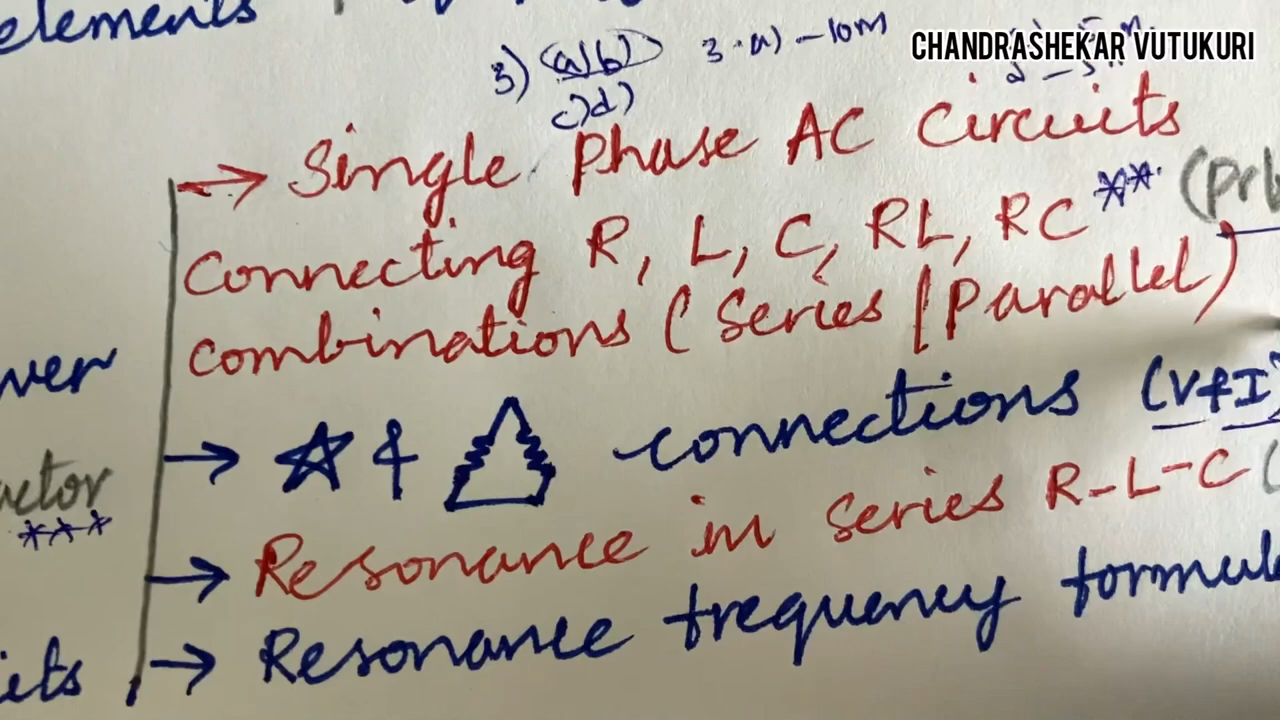 elements
CHANDRASHEKAR VUTUKURI
3) (a)b) 3.a) - 10m
c)d)
→ Single phase AC circuits
Connecting R, L, C, RL, RC ***
combinations (Series / Parallel)
→ connections (V & I)
→ Resonance in series R-L-C (
→ Resonance frequency formul
wer
actor
***
its